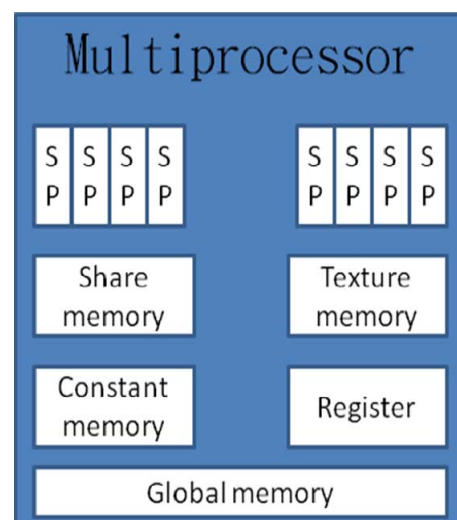 Multiprocessor
S S S S S S S S
P P P P P P P P
Share Texture
memory memory
Constant
memory
Register
Global memory